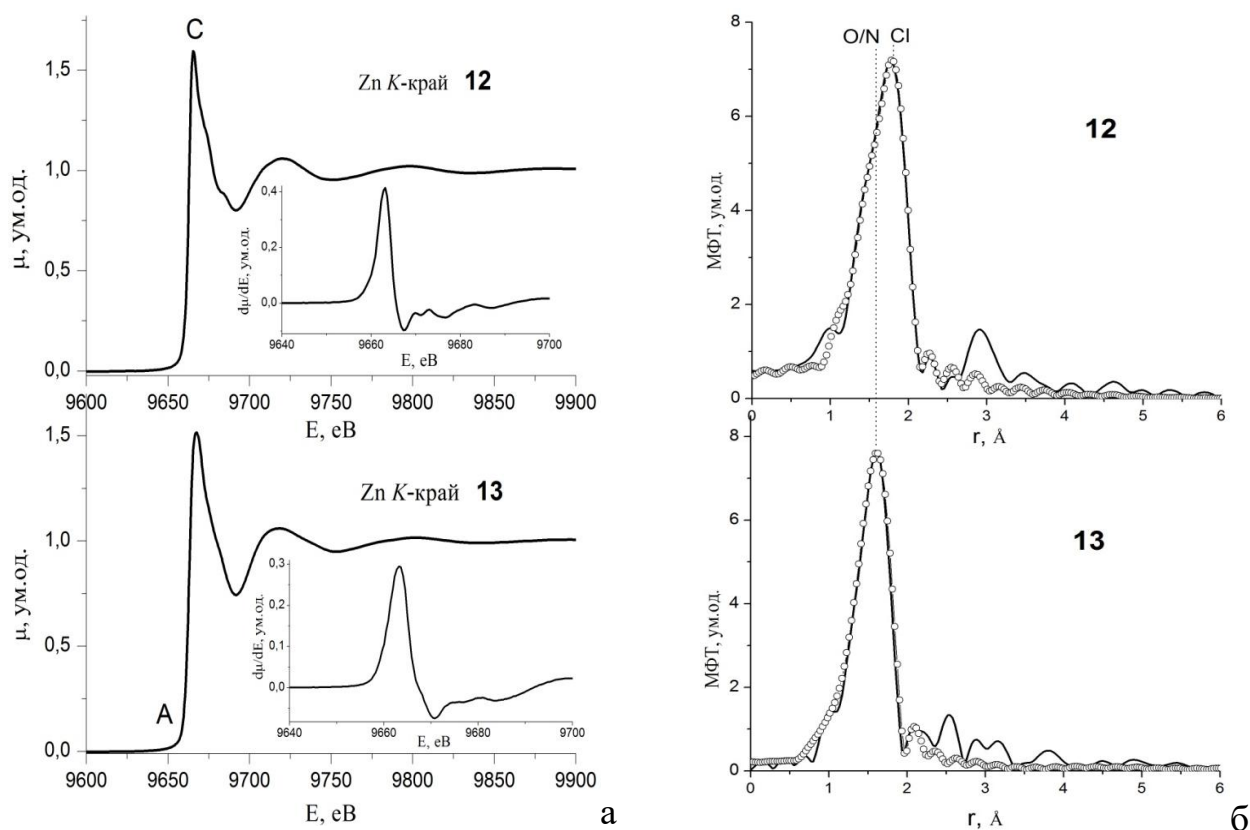 C
Zn K-край 12
μ, ум.од.
1,5
1,0
0,5
0,0
dμ/dE, ум.од.
0,4
0,2
0,0
9640 9660 9680 9700
E, еВ
9600 9650 9700 9750 9800 9850 9900
E, еВ
Zn K-край 13
A
μ, ум.од.
1,5
1,0
0,5
0,0
dμ/dE, ум.од.
0,3
0,2
0,1
0,0
9640 9660 9680 9700
E, еВ
9600 9650 9700 9750 9800 9850 9900
E, еВ
а
O/N Cl
12
МФТ, ум.од.
8
6
4
2
0
0 1 2 3 4 5 6
r, Å
13
МФТ, ум.од.
8
6
4
2
0
0 1 2 3 4 5 6
r, Å
б